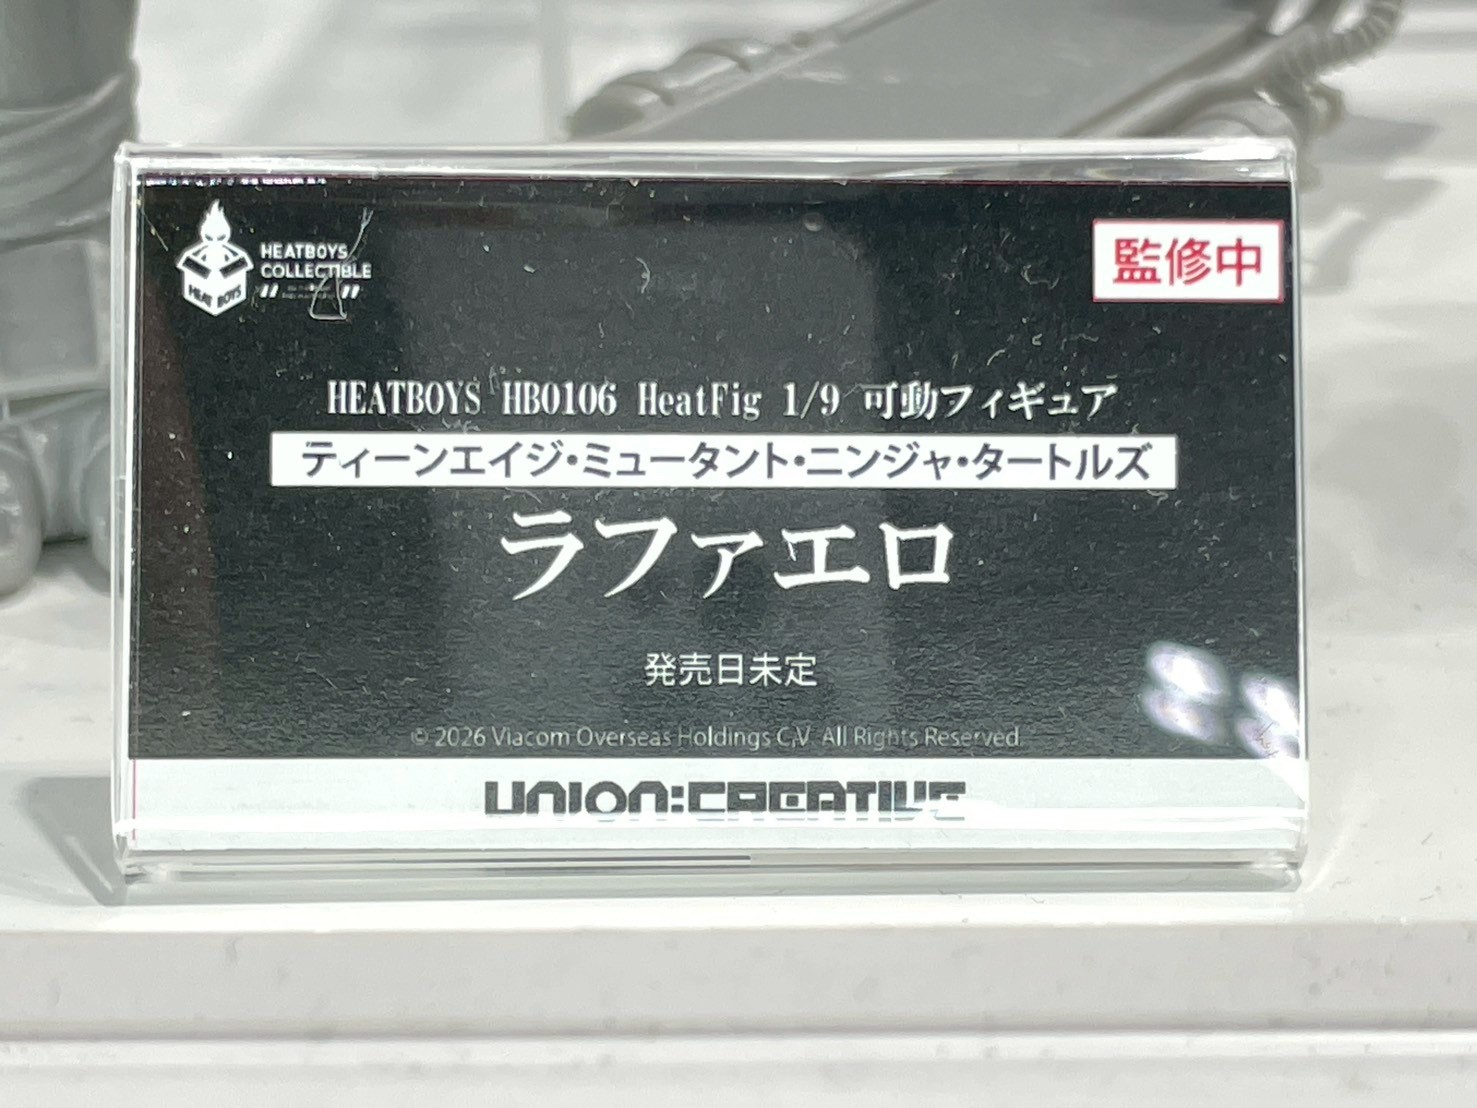 HEATBOYS
COLLECTIBLE
HEAT BOYS
監修中
HEATBOYS HB0106 HeatFig 1/9 可動フィギュア
ティーンエイジ・ミュータント・ニンジャ・タートルズ
ラファエロ
発売日未定
© 2026 Viacom Overseas Holdings C.V. All Rights Reserved.
UNION:CREATIVE